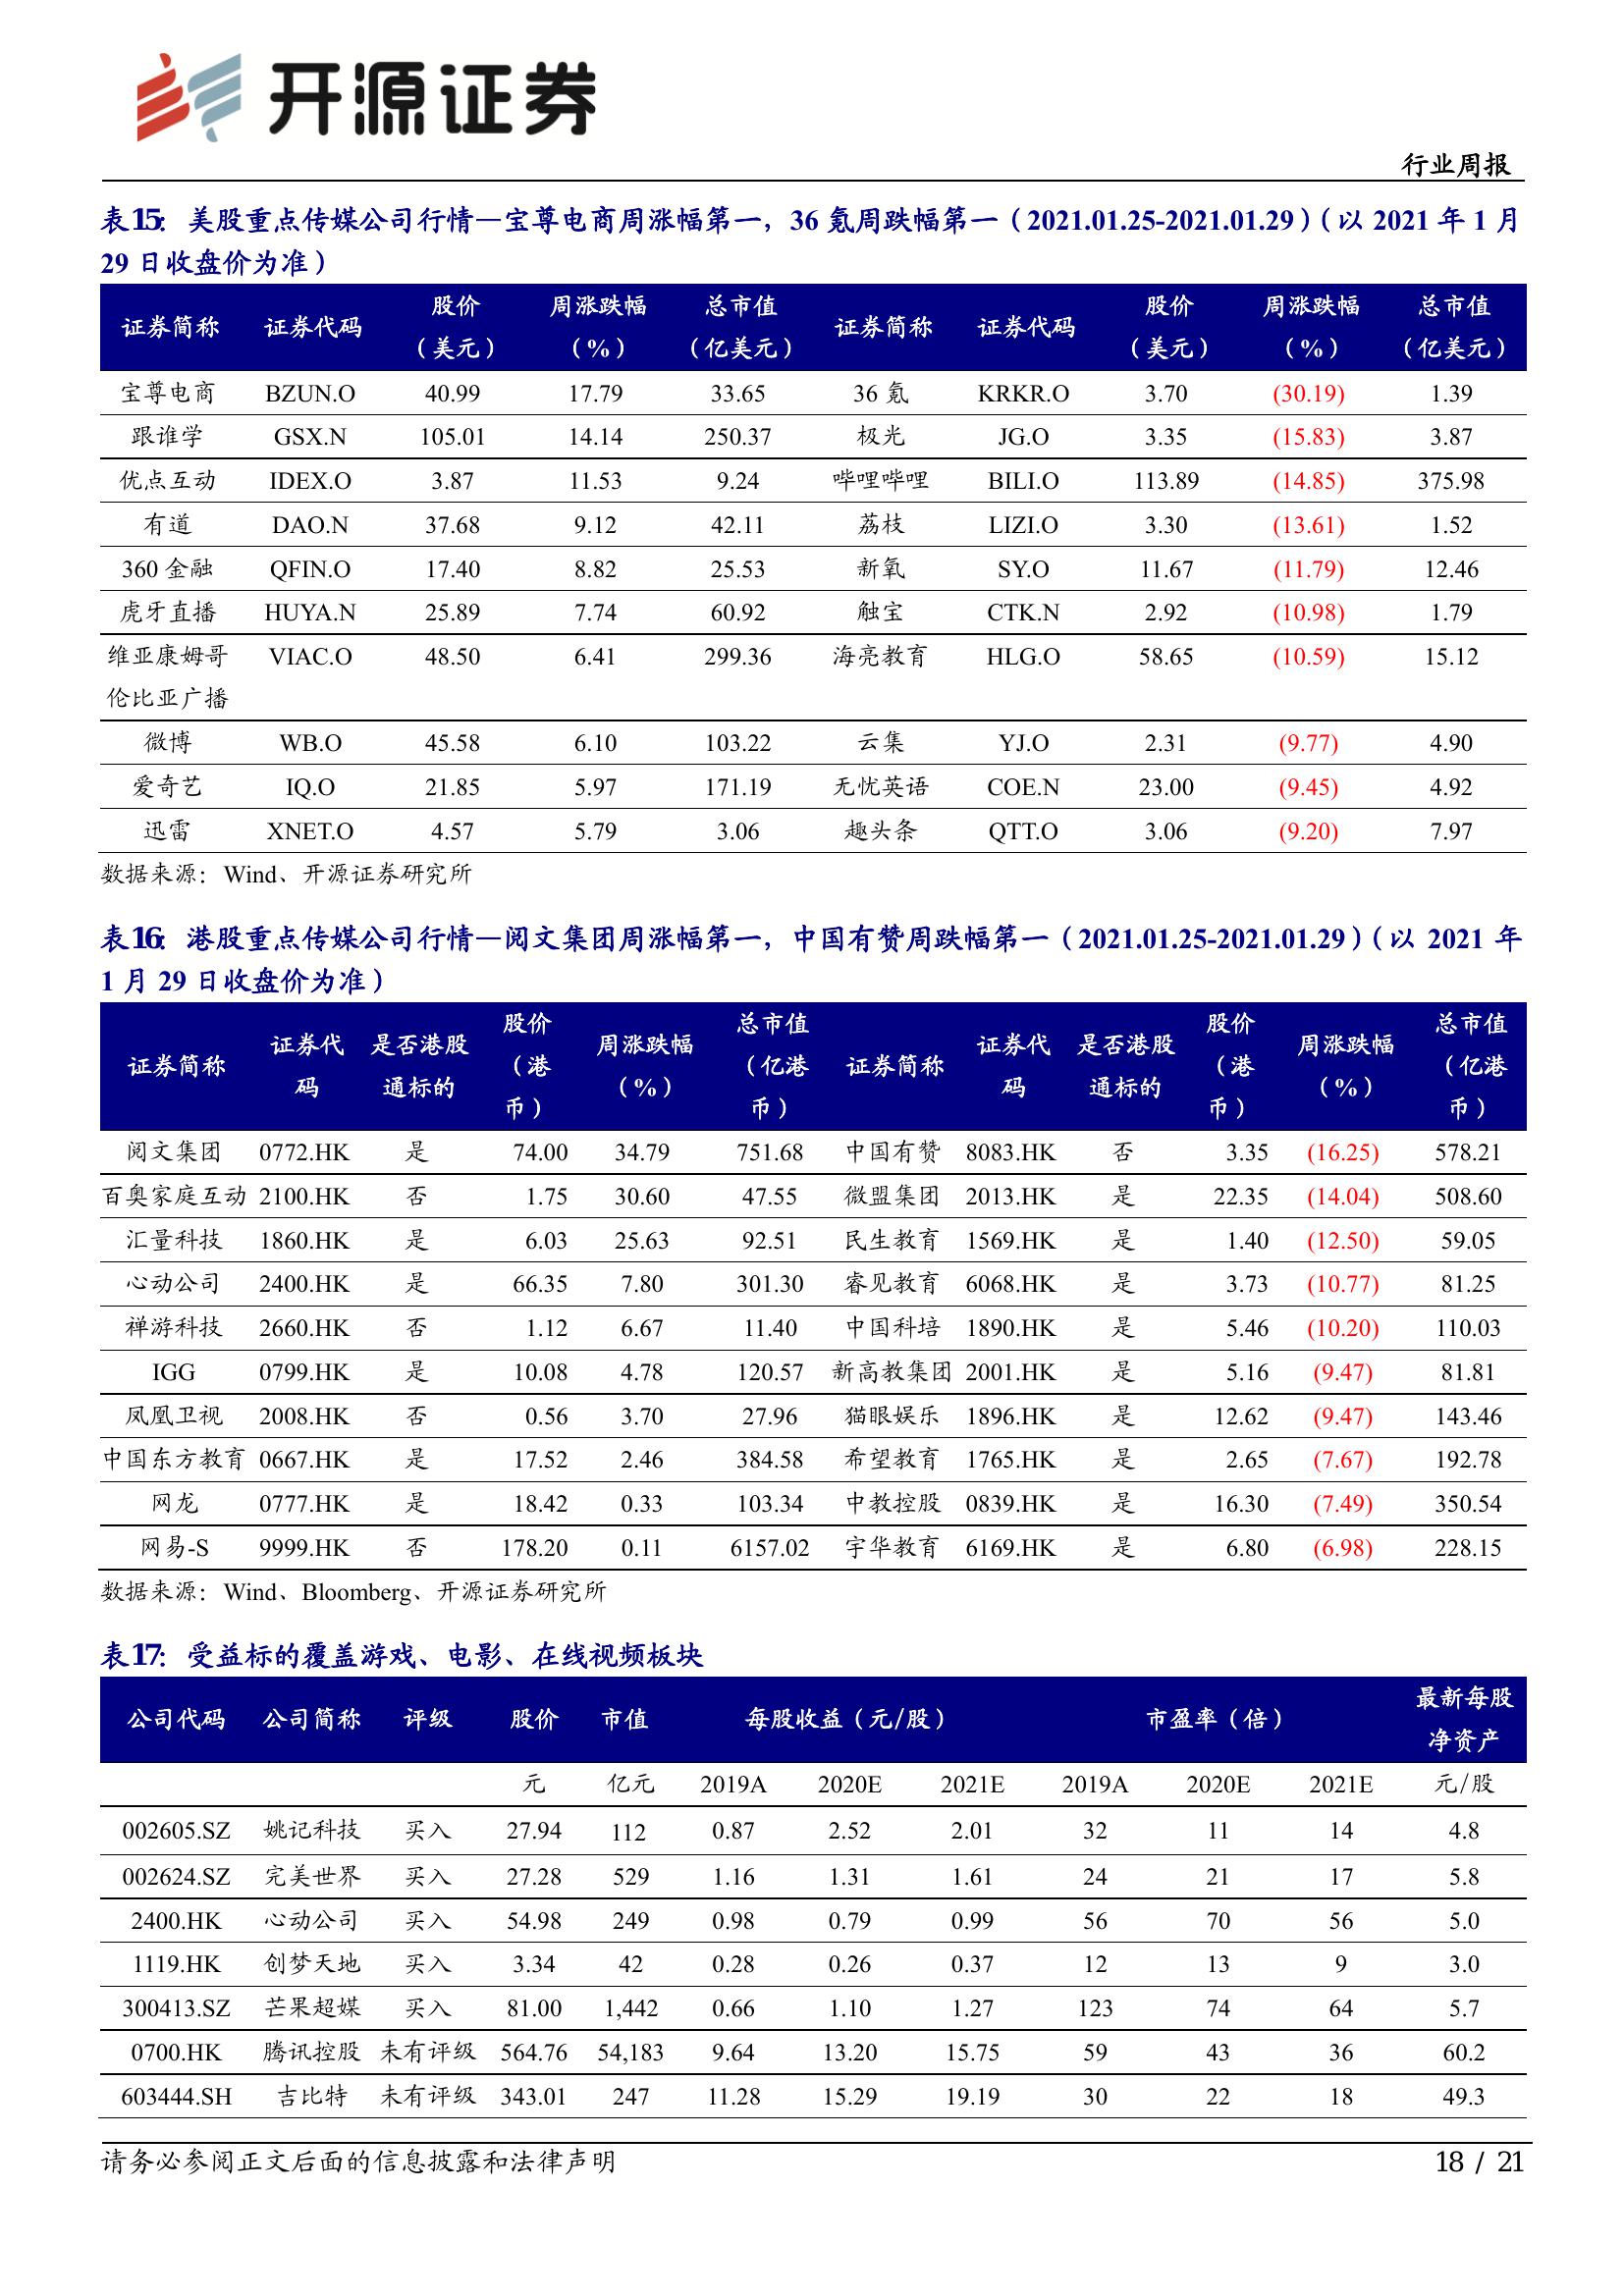 开源证券
行业周报
表15: 美股重点传媒公司行情—宝尊电商周涨幅第一，36 氪周跌幅第一（2021.01.25-2021.01.29）（以 2021 年 1 月
29 日收盘价为准）
证券简称 证券代码 股价（美元） 周涨跌幅（%） 总市值（亿美元） 证券简称 证券代码 股价（美元） 周涨跌幅（%） 总市值（亿美元）
宝尊电商 BZUN.O 40.99 17.79 33.65 36 氪 KRKR.O 3.70 (30.19) 1.39
跟谁学 GSX.N 105.01 14.14 250.37 极光 JG.O 3.35 (15.83) 3.87
优点互动 IDEX.O 3.87 11.53 9.24 哔哩哔哩 BILI.O 113.89 (14.85) 375.98
有道 DAO.N 37.68 9.12 42.11 荔枝 LIZI.O 3.30 (13.61) 1.52
360 金融 QFIN.O 17.40 8.82 25.53 新氧 SY.O 11.67 (11.79) 12.46
虎牙直播 HUYA.N 25.89 7.74 60.92 触宝 CTK.N 2.92 (10.98) 1.79
维亚康姆哥 VIAC.O 48.50 6.41 299.36 海亮教育 HLG.O 58.65 (10.59) 15.12
伦比亚广播
微博 WB.O 45.58 6.10 103.22 云集 YJ.O 2.31 (9.77) 4.90
爱奇艺 IQ.O 21.85 5.97 171.19 无忧英语 COE.N 23.00 (9.45) 4.92
迅雷 XNET.O 4.57 5.79 3.06 趣头条 QTT.O 3.06 (9.20) 7.97
数据来源：Wind、开源证券研究所
表16: 港股重点传媒公司行情—阅文集团周涨幅第一，中国有赞周跌幅第一（2021.01.25-2021.01.29）（以 2021 年
1 月 29 日收盘价为准）
证券简称 证券代码 是否港股通标的 股价（港币） 周涨跌幅（%） 总市值（亿港币） 证券简称 证券代码 是否港股通标的 股价（港币） 周涨跌幅（%） 总市值（亿港币）
阅文集团 0772.HK 是 74.00 34.79 751.68 中国有赞 8083.HK 否 3.35 (16.25) 578.21
百奥家庭互动 2100.HK 否 1.75 30.60 47.55 微盟集团 2013.HK 是 22.35 (14.04) 508.60
汇量科技 1860.HK 是 6.03 25.63 92.51 民生教育 1569.HK 是 1.40 (12.50) 59.05
心动公司 2400.HK 是 66.35 7.80 301.30 睿见教育 6068.HK 是 3.73 (10.77) 81.25
禅游科技 2660.HK 否 1.12 6.67 11.40 中国科培 1890.HK 是 5.46 (10.20) 110.03
IGG 0799.HK 是 10.08 4.78 120.57 新高教集团 2001.HK 是 5.16 (9.47) 81.81
凤凰卫视 2008.HK 否 0.56 3.70 27.96 猫眼娱乐 1896.HK 是 12.62 (9.47) 143.46
中国东方教育 0667.HK 是 17.52 2.46 384.58 希望教育 1765.HK 是 2.65 (7.67) 192.78
网龙 0777.HK 是 18.42 0.33 103.34 中教控股 0839.HK 是 16.30 (7.49) 350.54
网易-S 9999.HK 否 178.20 0.11 6157.02 宇华教育 6169.HK 是 6.80 (6.98) 228.15
数据来源：Wind、Bloomberg、开源证券研究所
表17: 受益标的覆盖游戏、电影、在线视频板块
公司代码 公司简称 评级 股价 市值 每股收益（元/股） 市盈率（倍） 最新每股净资产
元 亿元 2019A 2020E 2021E 2019A 2020E 2021E 元/股
002605.SZ 姚记科技 买入 27.94 112 0.87 2.52 2.01 32 11 14 4.8
002624.SZ 完美世界 买入 27.28 529 1.16 1.31 1.61 24 21 17 5.8
2400.HK 心动公司 买入 54.98 249 0.98 0.79 0.99 56 70 56 5.0
1119.HK 创梦天地 买入 3.34 42 0.28 0.26 0.37 12 13 9 3.0
300413.SZ 芒果超媒 买入 81.00 1,442 0.66 1.10 1.27 123 74 64 5.7
0700.HK 腾讯控股 未有评级 564.76 54,183 9.64 13.20 15.75 59 43 36 60.2
603444.SH 吉比特 未有评级 343.01 247 11.28 15.29 19.19 30 22 18 49.3
请务必参阅正文后面的信息披露和法律声明
18 / 21